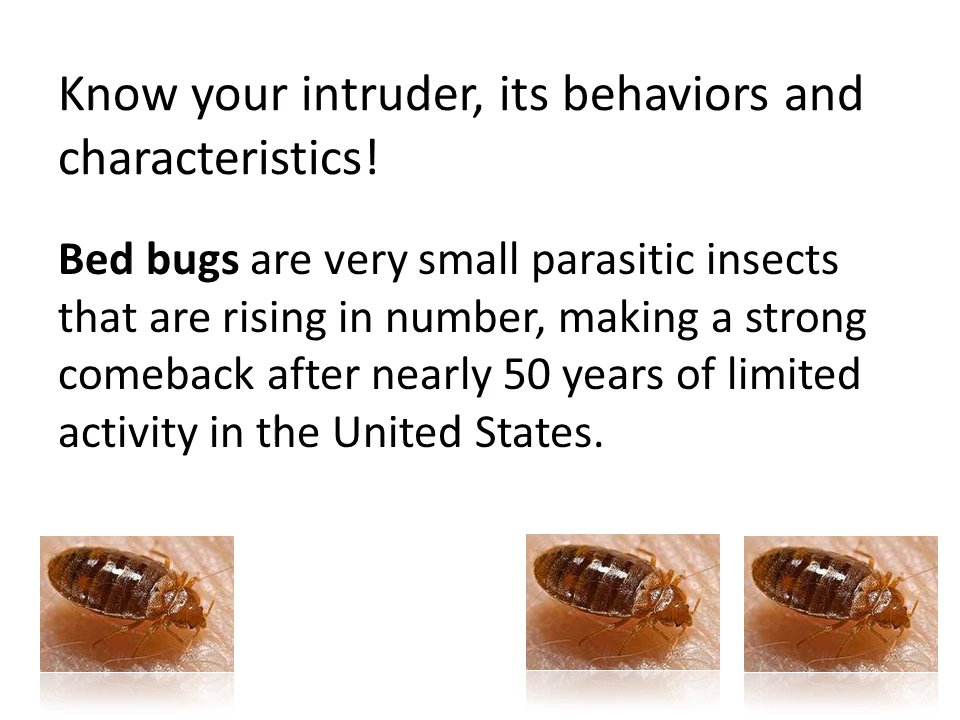 Know your intruder, its behaviors and
characteristics!
Bed bugs are very small parasitic insects
that are rising in number, making a strong
comeback after nearly 50 years of limited
activity in the United States.